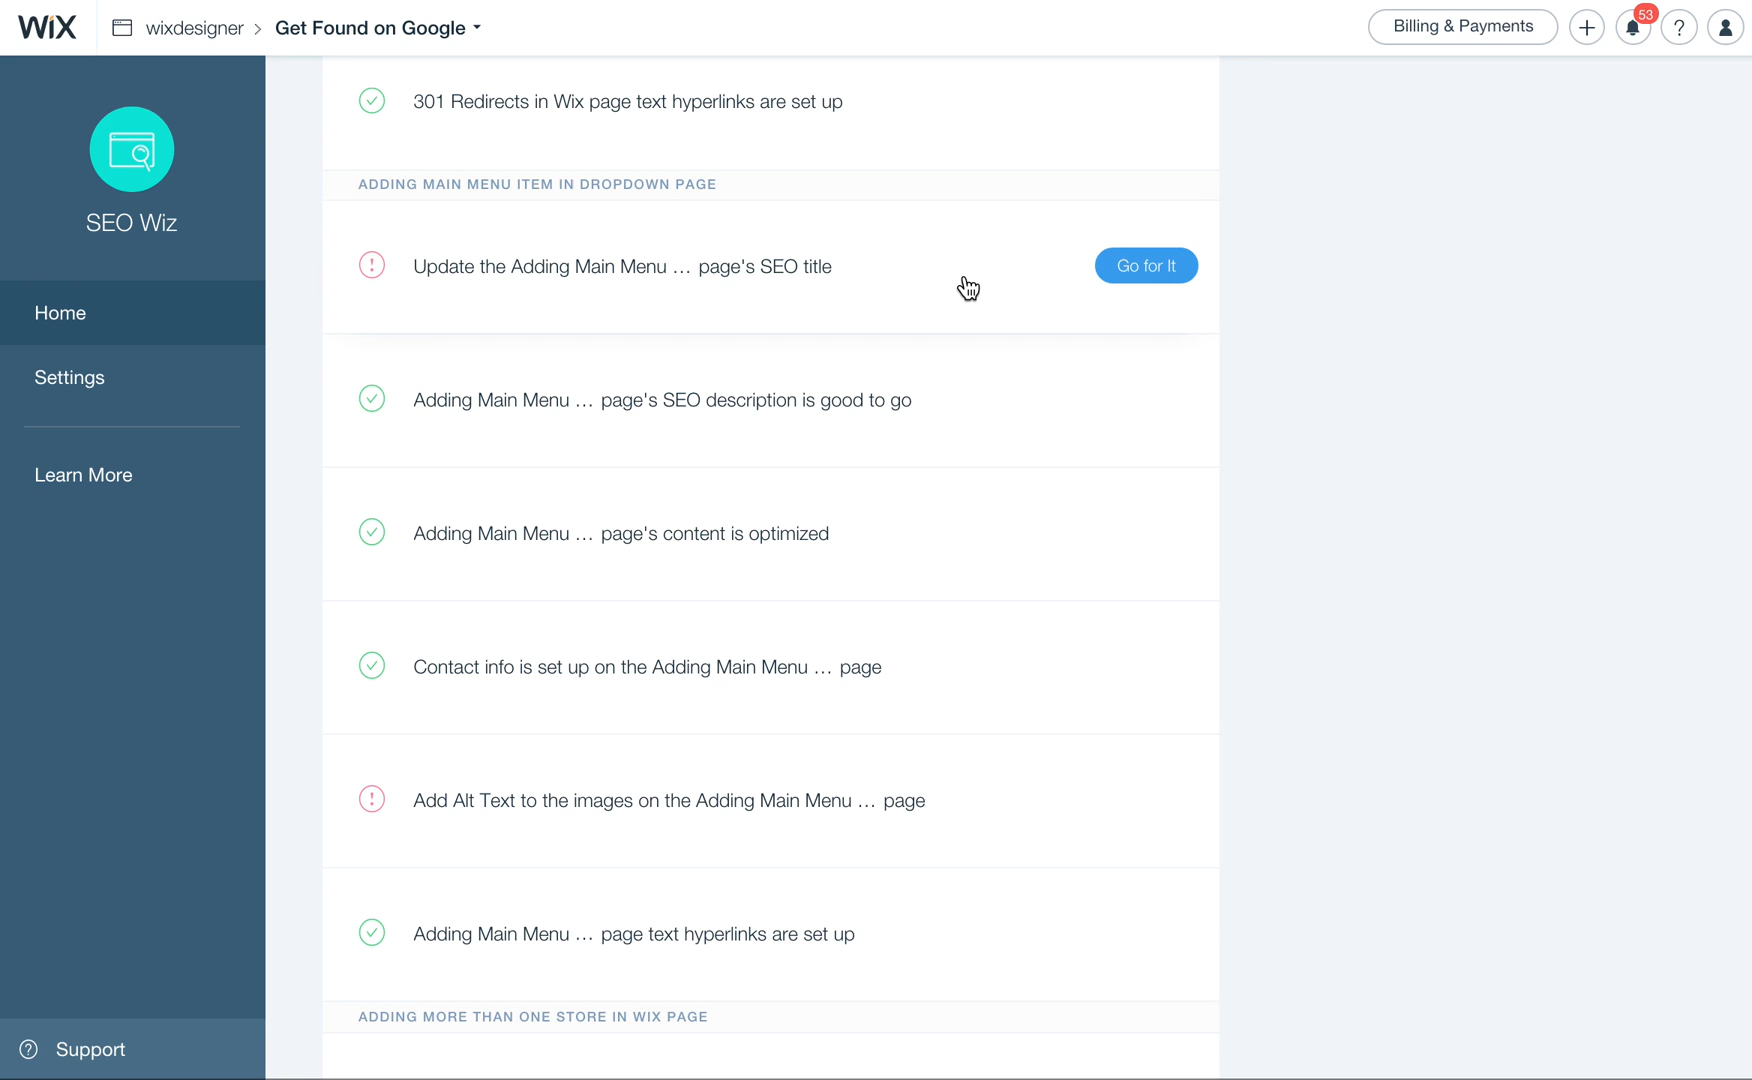 WiX wixdesigner > Get Found on Google Billing & Payments + 53 ?
301 Redirects in Wix page text hyperlinks are set up
ADDING MAIN MENU ITEM IN DROPDOWN PAGE
SEO Wiz
! Update the Adding Main Menu ... page's SEO title Go for It
Home
Settings
Adding Main Menu ... page's SEO description is good to go
Learn More
Adding Main Menu ... page's content is optimized
Contact info is set up on the Adding Main Menu ... page
! Add Alt Text to the images on the Adding Main Menu ... page
Adding Main Menu ... page text hyperlinks are set up
ADDING MORE THAN ONE STORE IN WIX PAGE
? Support